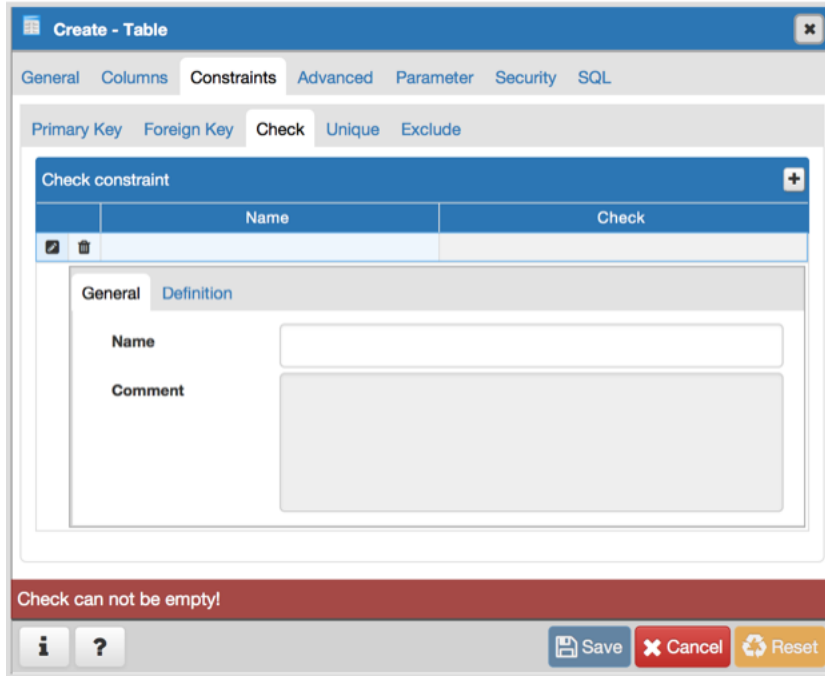 Create - Table
General Columns Constraints Advanced Parameter Security SQL
Primary Key Foreign Key Check Unique Exclude
Check constraint
Name Check
General Definition
Name
Comment
Check can not be empty!
i ? Save Cancel Reset